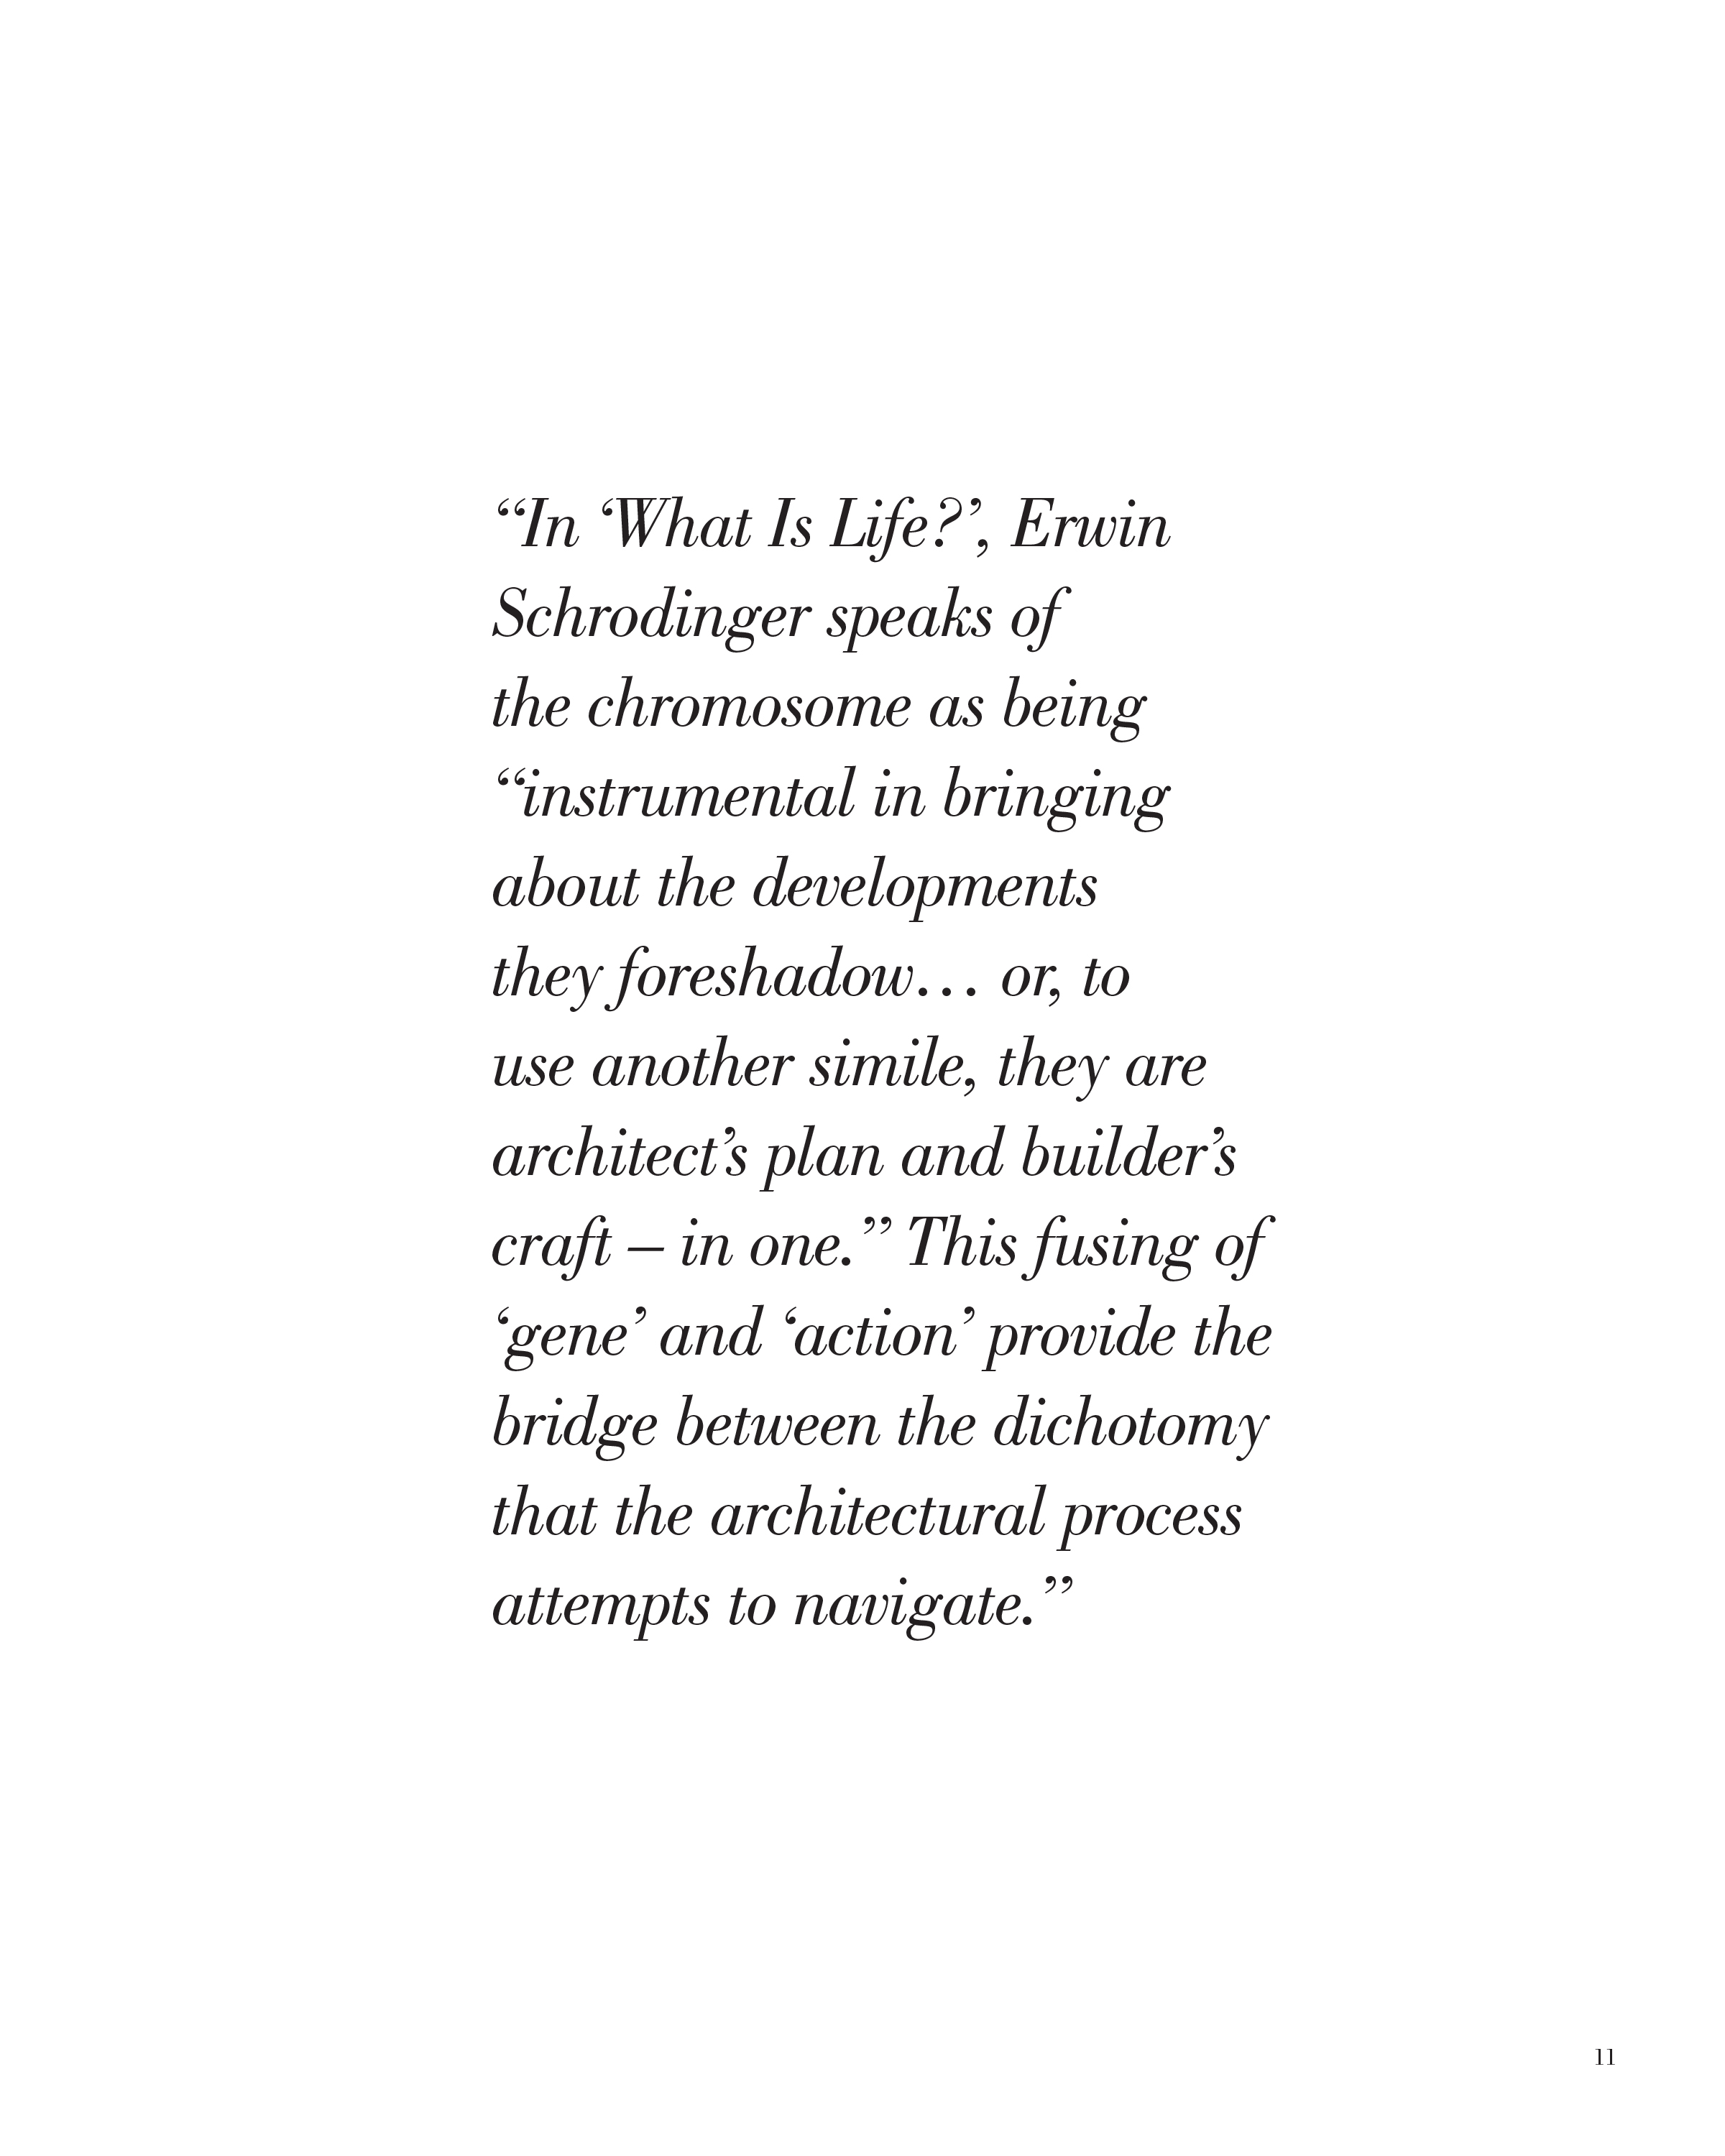 “In ‘What Is Life?’, Erwin
Schrodinger speaks of
the chromosome as being
“instrumental in bringing
about the developments
they foreshadow… or, to
use another simile, they are
architect’s plan and builder’s
craft – in one.” This fusing of
‘gene’ and ‘action’ provide the
bridge between the dichotomy
that the architectural process
attempts to navigate.”
11